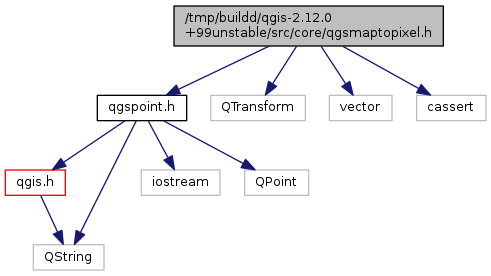 /tmp/buildd/qgis-2.12.0
+99unstable/src/core/qgsmaptopixel.h
qgspoint.h
QTransform
vector
cassert
qgis.h
iostream
QPoint
QString